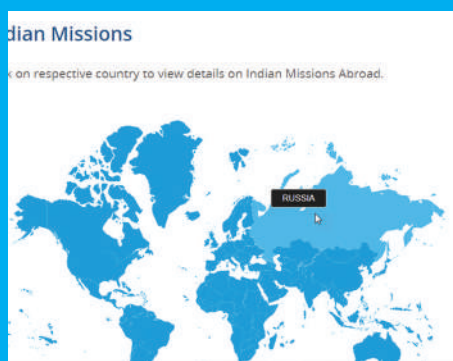 dian Missions
k on respective country to view details on Indian Missions Abroad.
RUSSIA